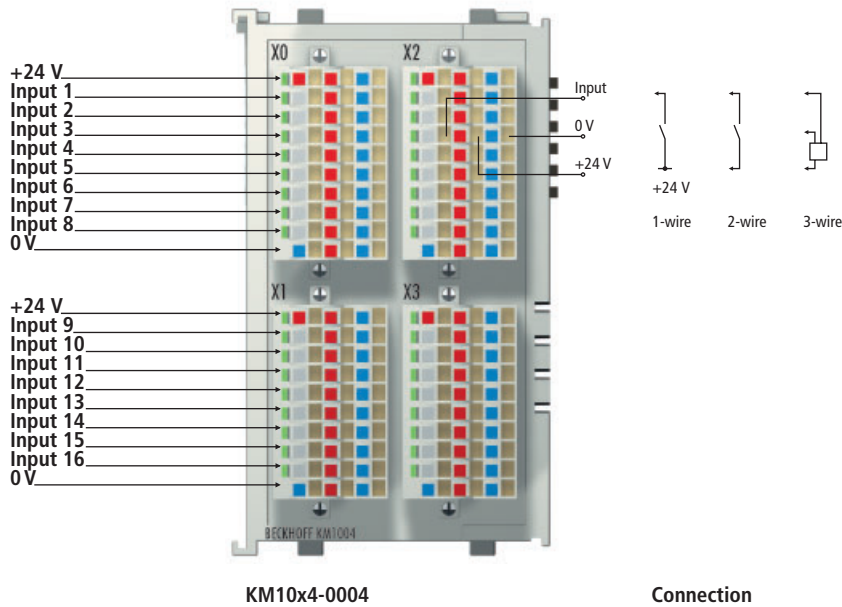 X0
X2
+24 V
Input 1
Input 2
Input 3
Input 4
Input 5
Input 6
Input 7
Input 8
0 V
Input
0 V
+24 V
+24 V
1-wire
2-wire
3-wire
X1
X3
+24 V
Input 9
Input 10
Input 11
Input 12
Input 13
Input 14
Input 15
Input 16
0 V
BECKHOFF KM1004
KM10x4-0004
Connection